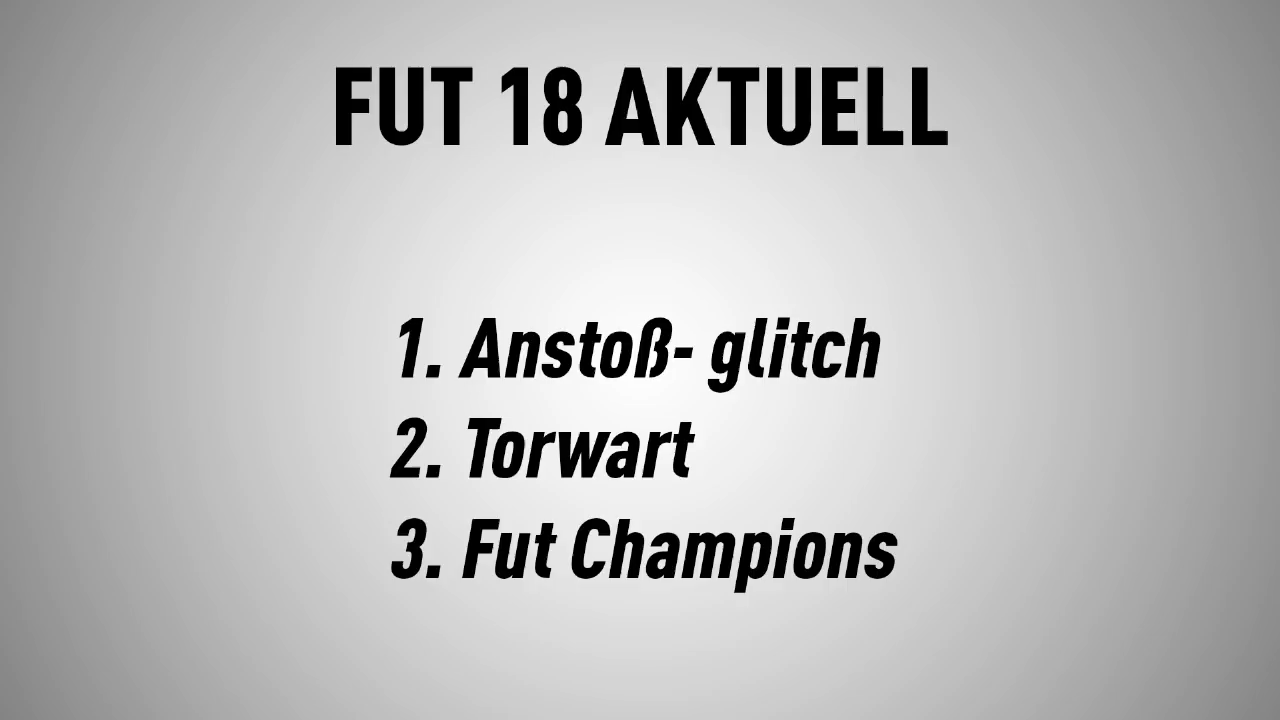 FUT 18 AKTUELL
1. Anstoß- glitch
2. Torwart
3. Fut Champions